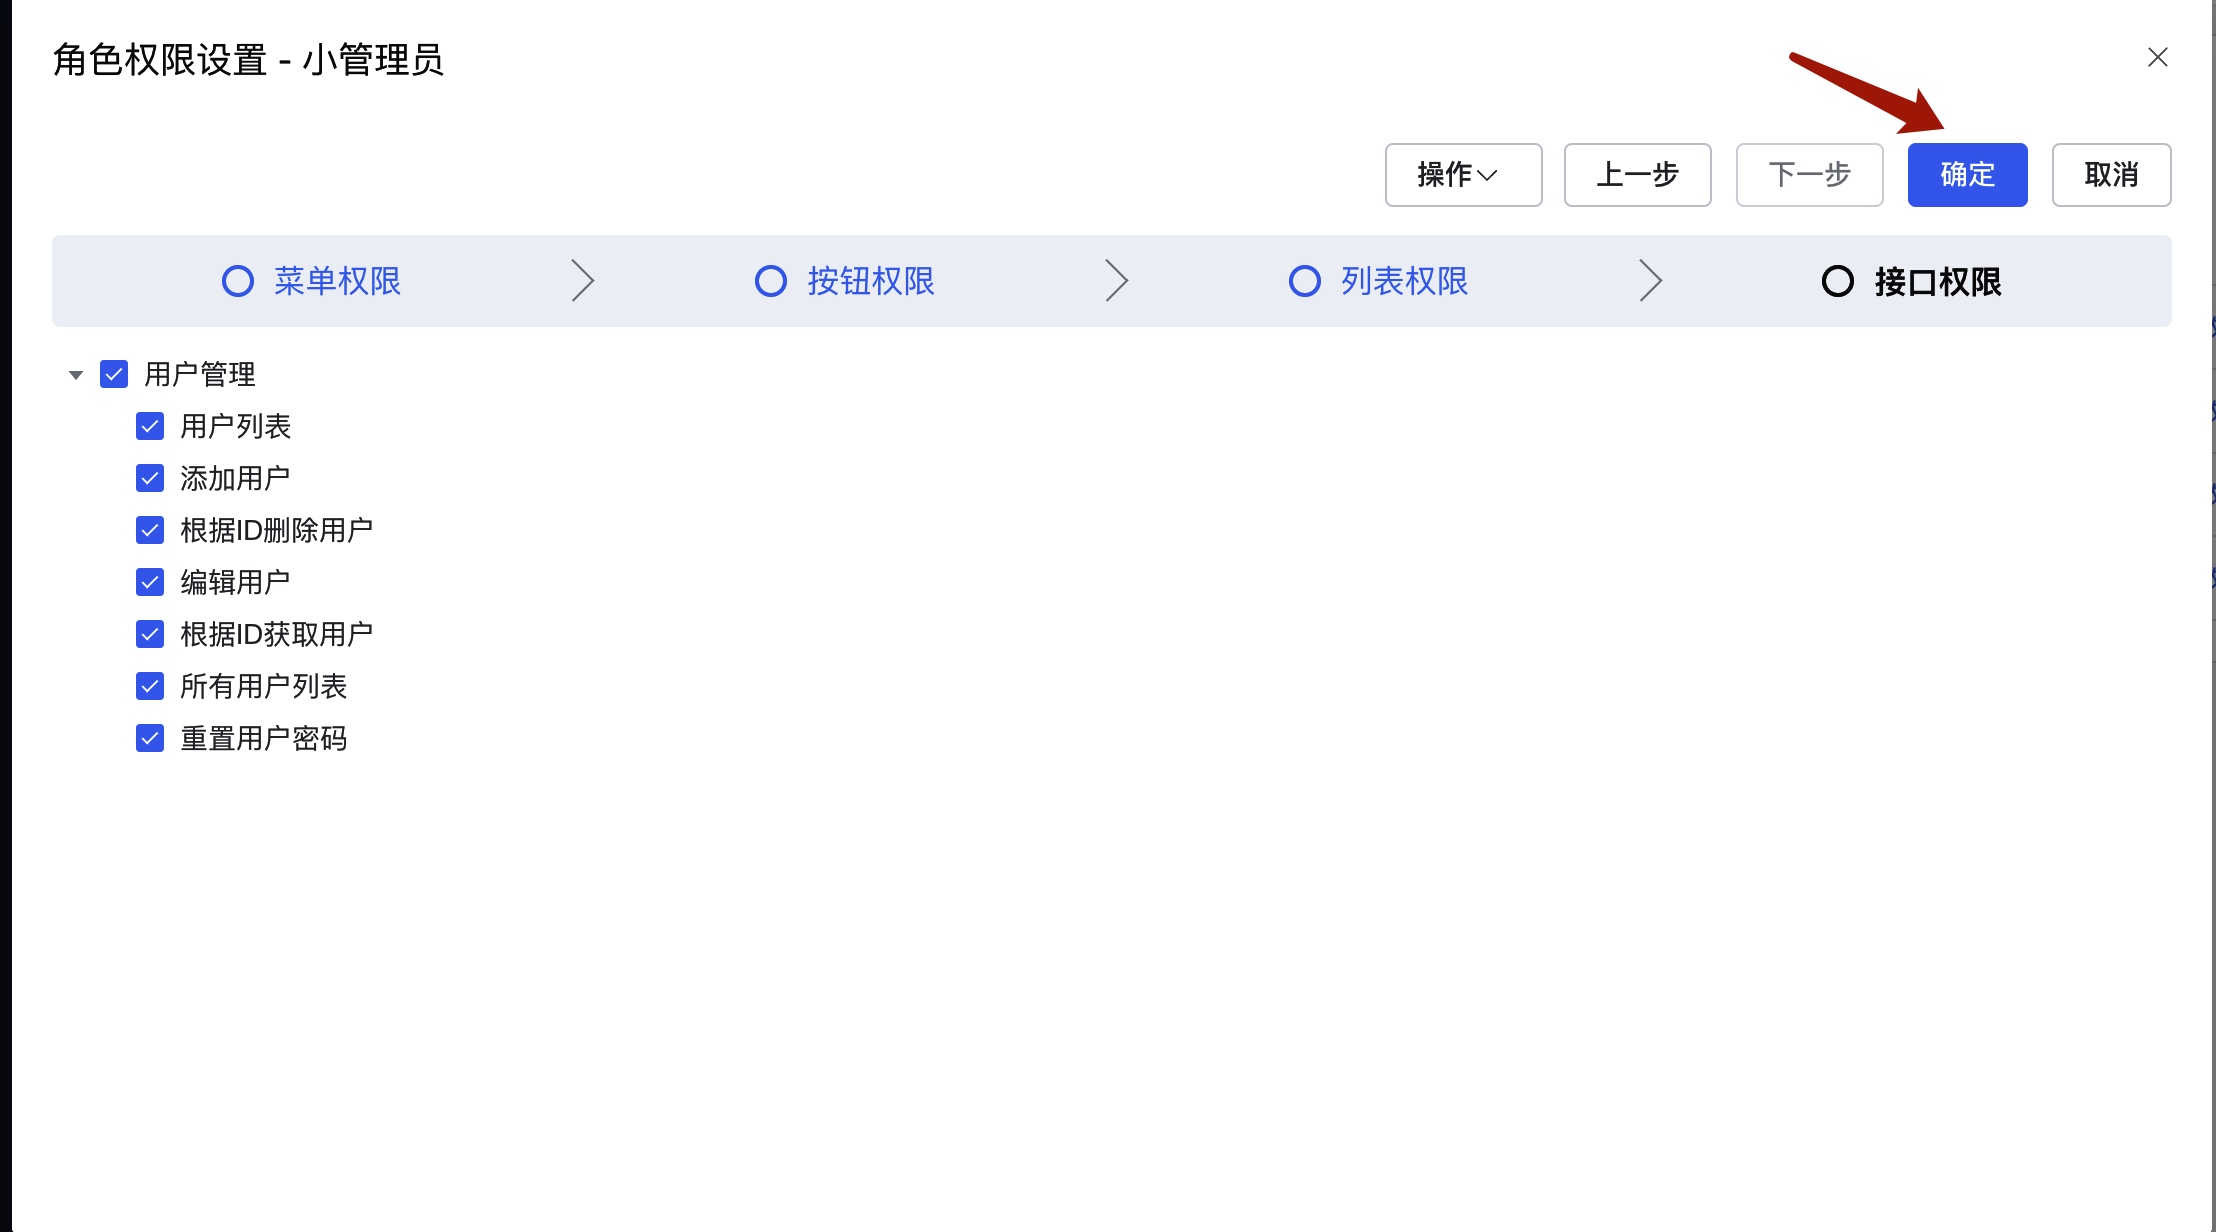 角色权限设置 - 小管理员
操作 上一步 下一步 确定 取消
菜单权限 按钮权限 列表权限 接口权限
用户管理
用户列表
添加用户
根据ID删除用户
编辑用户
根据ID获取用户
所有用户列表
重置用户密码